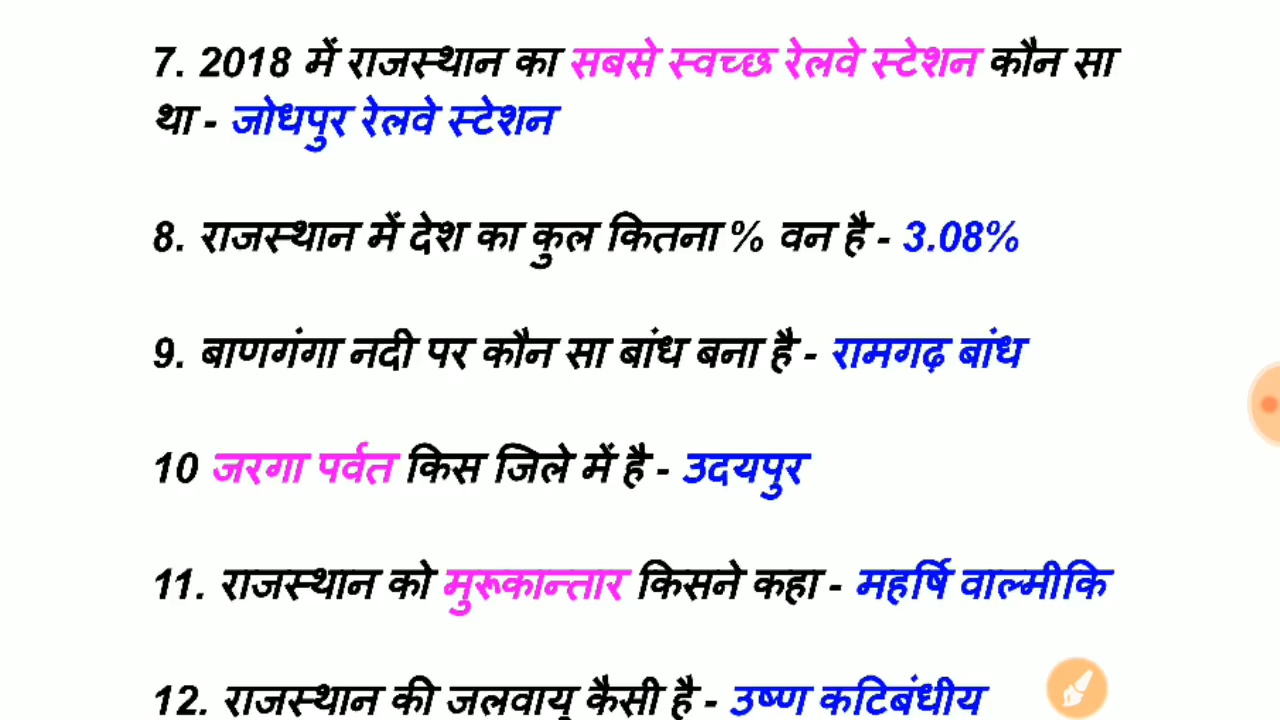 7. 2018 में राजस्थान का सबसे स्वच्छ रेलवे स्टेशन कौन सा
था - जोधपुर रेलवे स्टेशन
8. राजस्थान में देश का कुल कितना % वन है - 3.08%
9. बाणगंगा नदी पर कौन सा बांध बना है - रामगढ़ बांध
10 जरगा पर्वत किस जिले में है - उदयपुर
11. राजस्थान को मुरूकान्तार किसने कहा - महर्षि वाल्मीकि
12. राजस्थान की जलवायु कैसी है - उष्ण कटिबंधीय